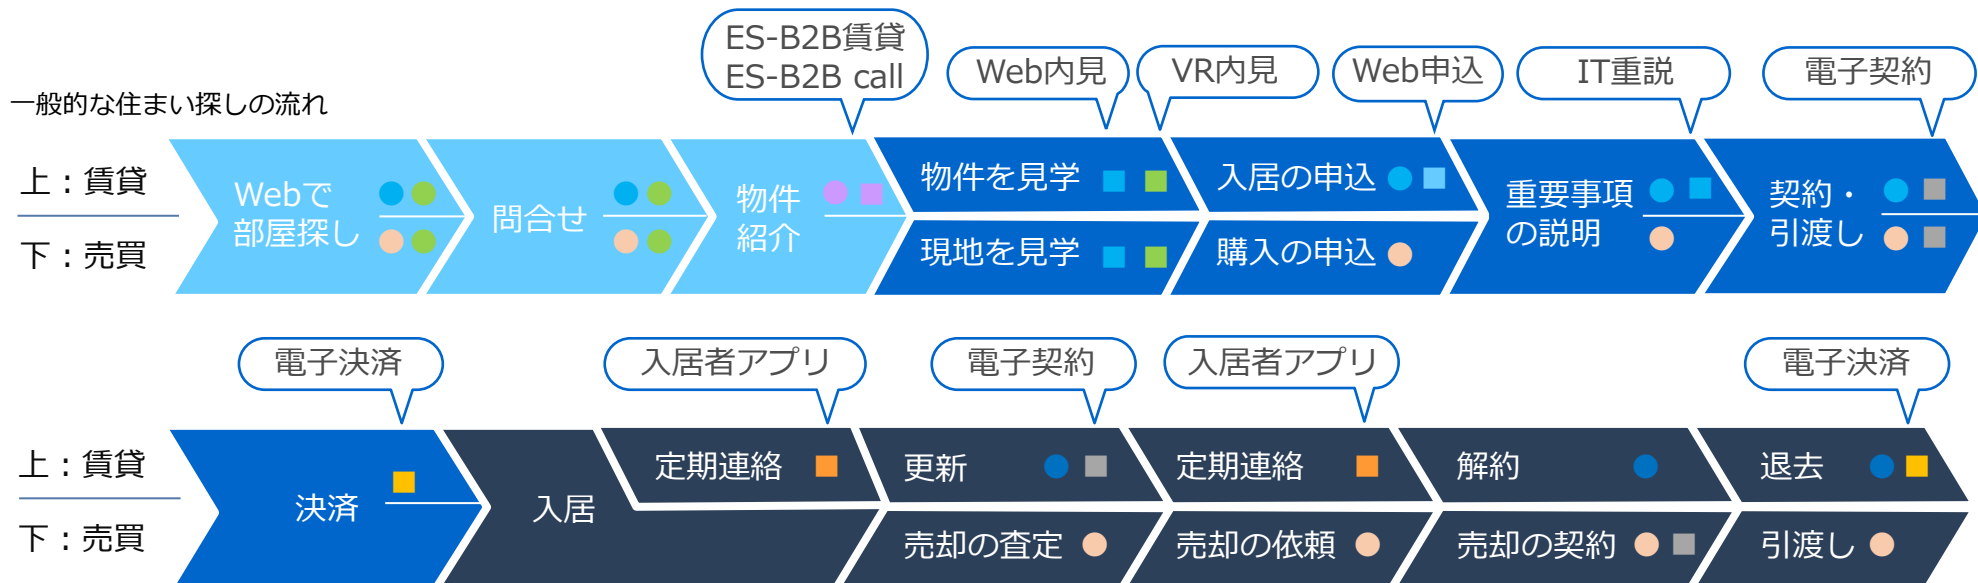 ES-B2B賃貸
ES-B2B call
Web内見
VR内見
Web申込
IT重説
電子契約
一般的な住まい探しの流れ
上：賃貸
下：売買
Webで
部屋探し
問合せ
物件
紹介
物件を見学
現地を見学
入居の申込
購入の申込
重要事項
の説明
契約・
引渡し
電子決済
入居者アプリ
電子契約
入居者アプリ
電子決済
上：賃貸
下：売買
決済
入居
定期連絡
更新
定期連絡
解約
退去
売却の査定
売却の依頼
売却の契約
引渡し